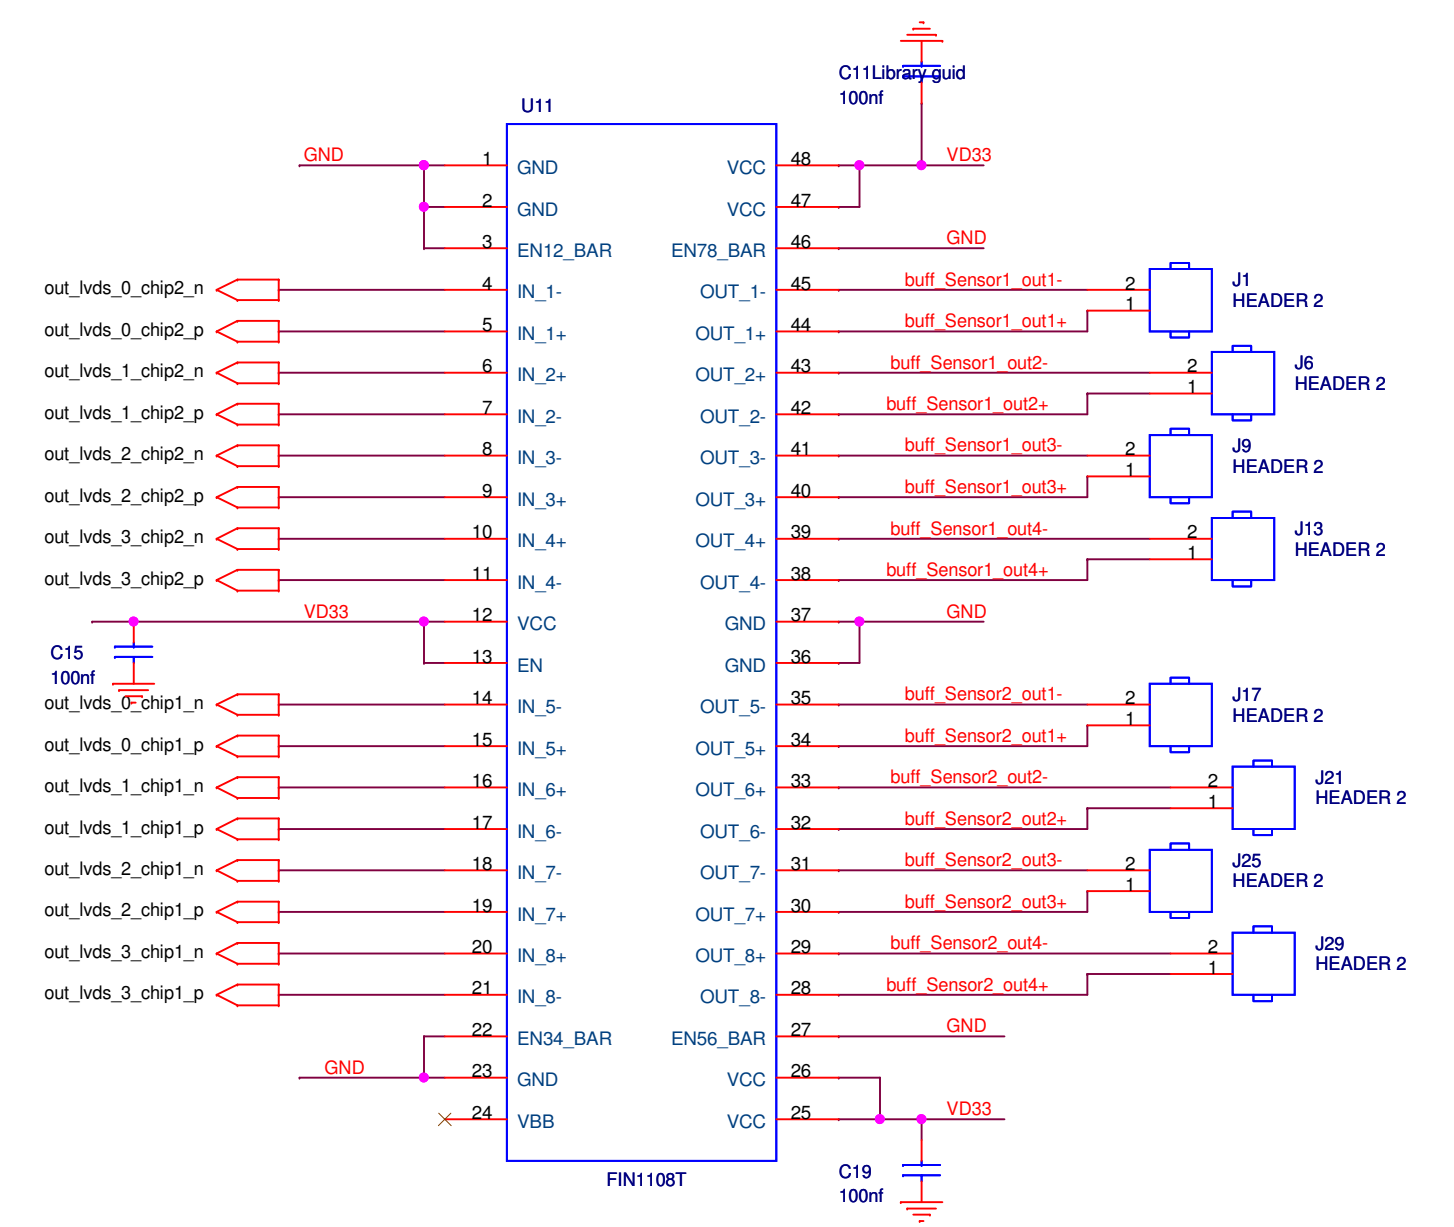 C11Library guid
100nf
U11
GND 1 GND VCC 48 VD33
2 GND VCC 47
3 EN12_BAR EN78_BAR 46 GND
out_lvds_0_chip2_n 4 IN_1- OUT_1- 45 buff_Sensor1_out1- 2 J1
1 HEADER 2
out_lvds_0_chip2_p 5 IN_1+ OUT_1+ 44 buff_Sensor1_out1+
out_lvds_1_chip2_n 6 IN_2+ OUT_2+ 43 buff_Sensor1_out2- 2 J6
1 HEADER 2
out_lvds_1_chip2_p 7 IN_2- OUT_2- 42 buff_Sensor1_out2+
out_lvds_2_chip2_n 8 IN_3- OUT_3- 41 buff_Sensor1_out3- 2 J9
1 HEADER 2
out_lvds_2_chip2_p 9 IN_3+ OUT_3+ 40 buff_Sensor1_out3+
out_lvds_3_chip2_n 10 IN_4+ OUT_4+ 39 buff_Sensor1_out4- 2 J13
1 HEADER 2
out_lvds_3_chip2_p 11 IN_4- OUT_4- 38 buff_Sensor1_out4+
VD33 12 VCC GND 37 GND
C15
100nf
13 EN GND 36
out_lvds_0_chip1_n 14 IN_5- OUT_5- 35 buff_Sensor2_out1- 2 J17
1 HEADER 2
out_lvds_0_chip1_p 15 IN_5+ OUT_5+ 34 buff_Sensor2_out1+
out_lvds_1_chip1_n 16 IN_6+ OUT_6+ 33 buff_Sensor2_out2- 2 J21
1 HEADER 2
out_lvds_1_chip1_p 17 IN_6- OUT_6- 32 buff_Sensor2_out2+
out_lvds_2_chip1_n 18 IN_7- OUT_7- 31 buff_Sensor2_out3- 2 J25
1 HEADER 2
out_lvds_2_chip1_p 19 IN_7+ OUT_7+ 30 buff_Sensor2_out3+
out_lvds_3_chip1_n 20 IN_8+ OUT_8+ 29 buff_Sensor2_out4- 2 J29
1 HEADER 2
out_lvds_3_chip1_p 21 IN_8- OUT_8- 28 buff_Sensor2_out4+
22 EN34_BAR EN56_BAR 27 GND
GND 23 GND VCC 26
24 VBB VCC 25 VD33
FIN1108T
C19
100nf